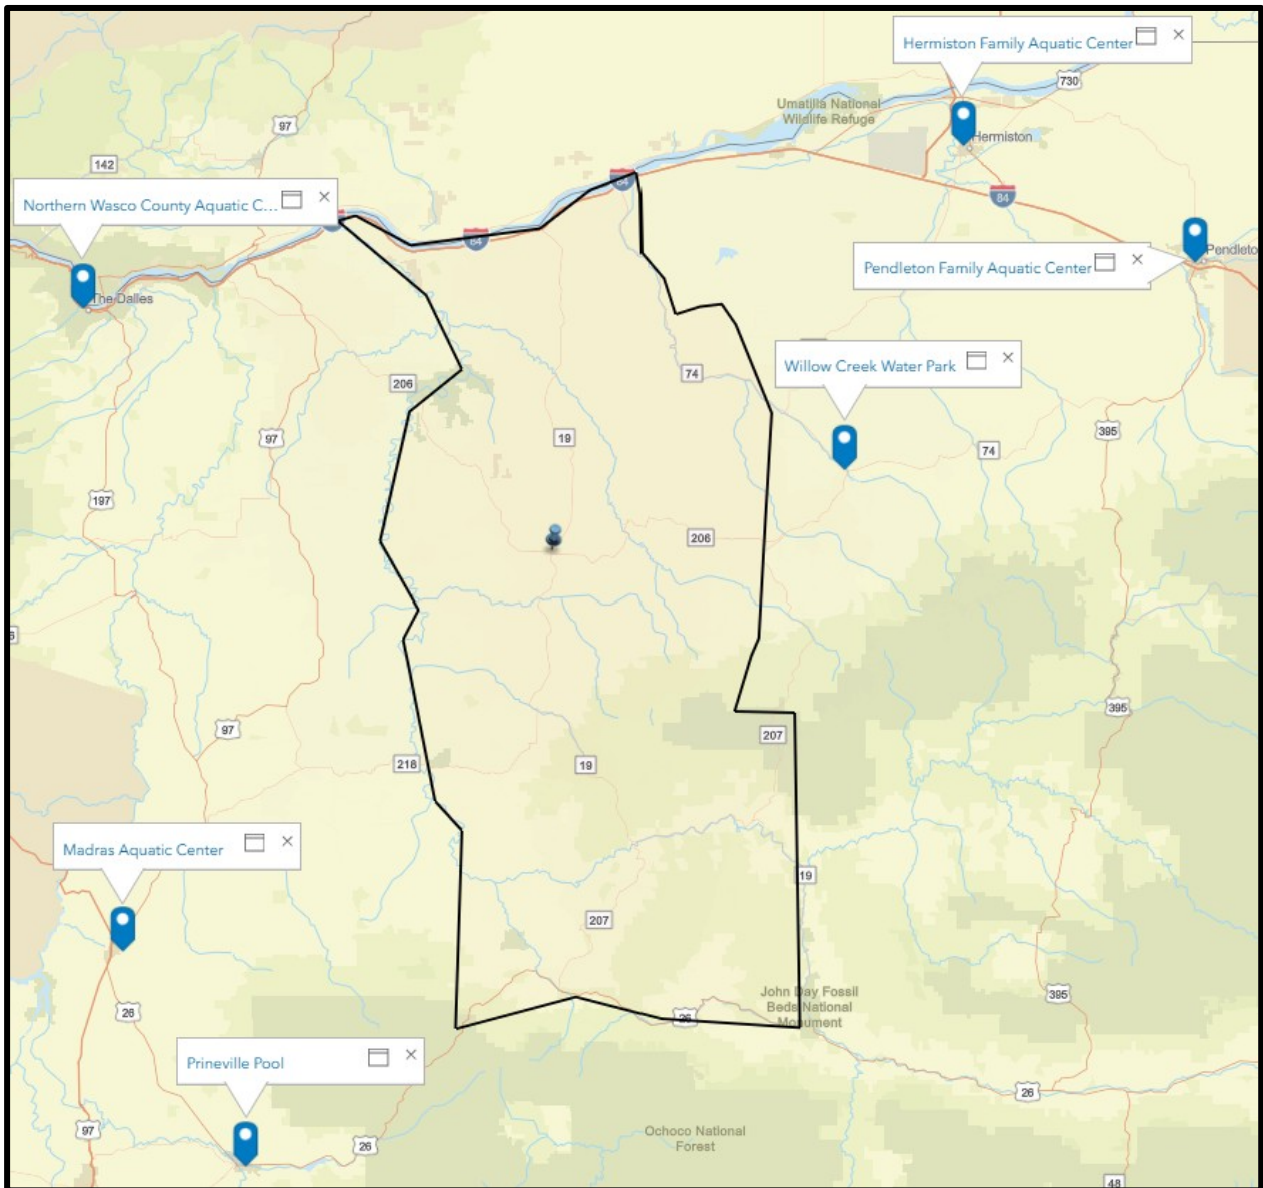 Hermiston Family Aquatic Center
730
Umatilla National
Wildlife Refuge
97
Hermiston
142
84
84
Northern Wasco County Aquatic C...
84
Pendleton Family Aquatic Center
Pendleto
The Dalles
Willow Creek Water Park
74
206
19
97
395
74
197
206
395
97
207
218
19
Madras Aquatic Center
19
207
John Day Fossil
Beds National
Monument
395
26
26
Prineville Pool
26
97
Ochoco National
Forest
26
48